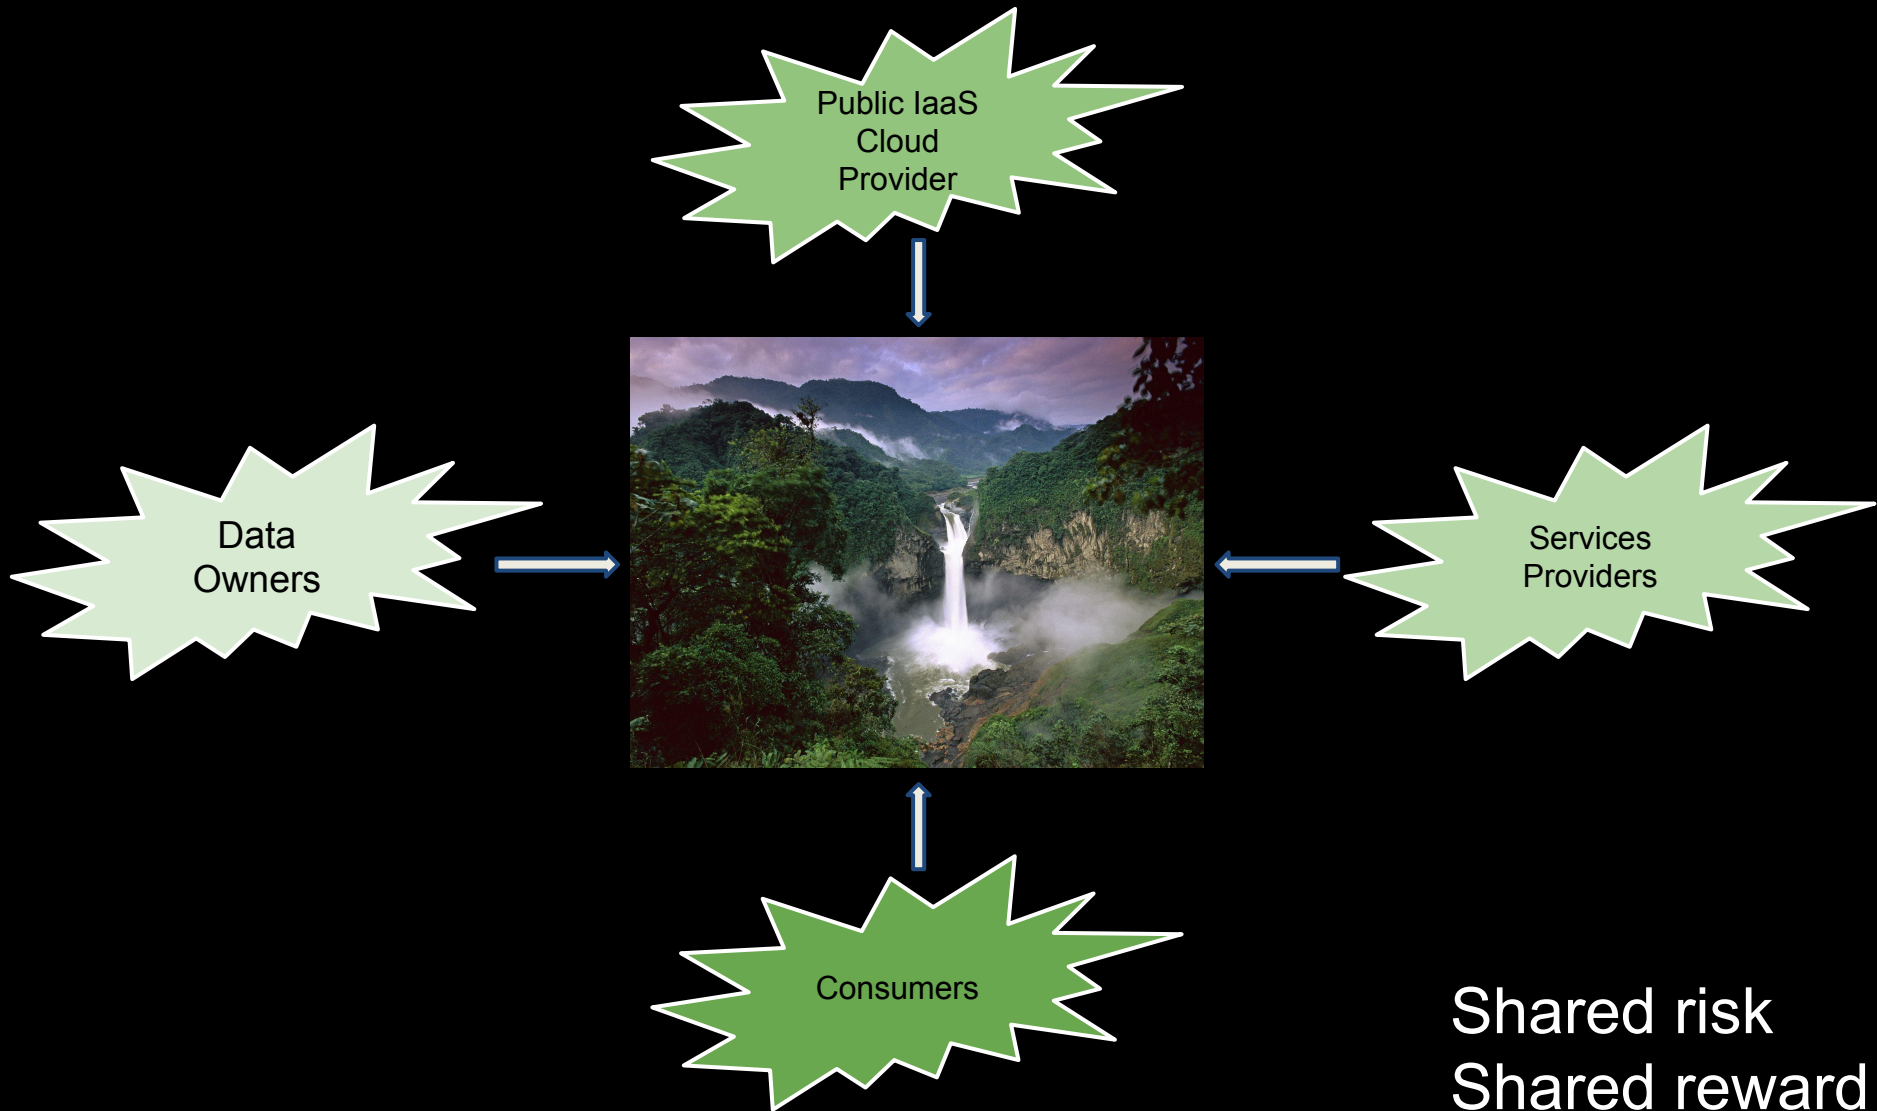 Public IaaS
Cloud
Provider
Data
Owners
Services
Providers
Consumers
Shared risk
Shared reward